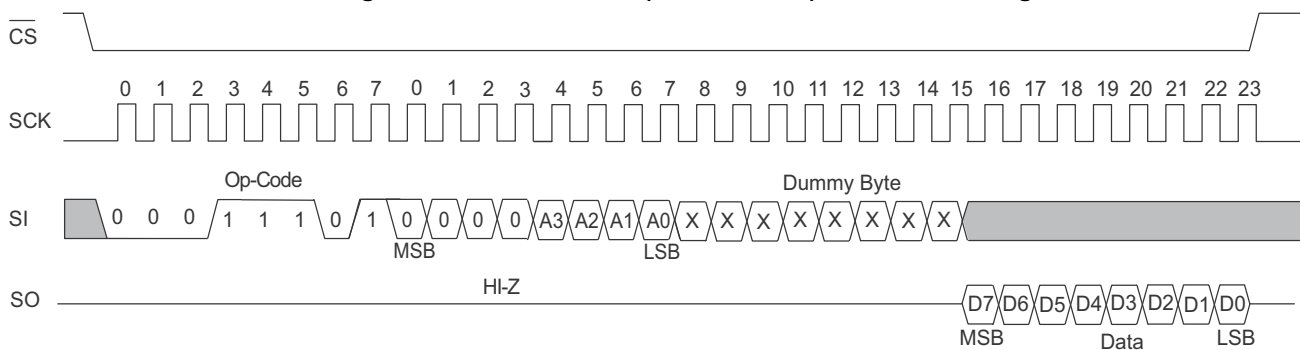 CS
0 1 2 3 4 5 6 7 0 1 2 3 4 5 6 7 8 9 10 11 12 13 14 15 16 17 18 19 20 21 22 23
SCK
Op-Code Dummy Byte
SI 0 0 0 1 1 1 0 1 0 0 0 0 A3 A2 A1 A0 X X X X X X X X
MSB LSB
HI-Z
SO D7 D6 D5 D4 D3 D2 D1 D0
MSB Data LSB